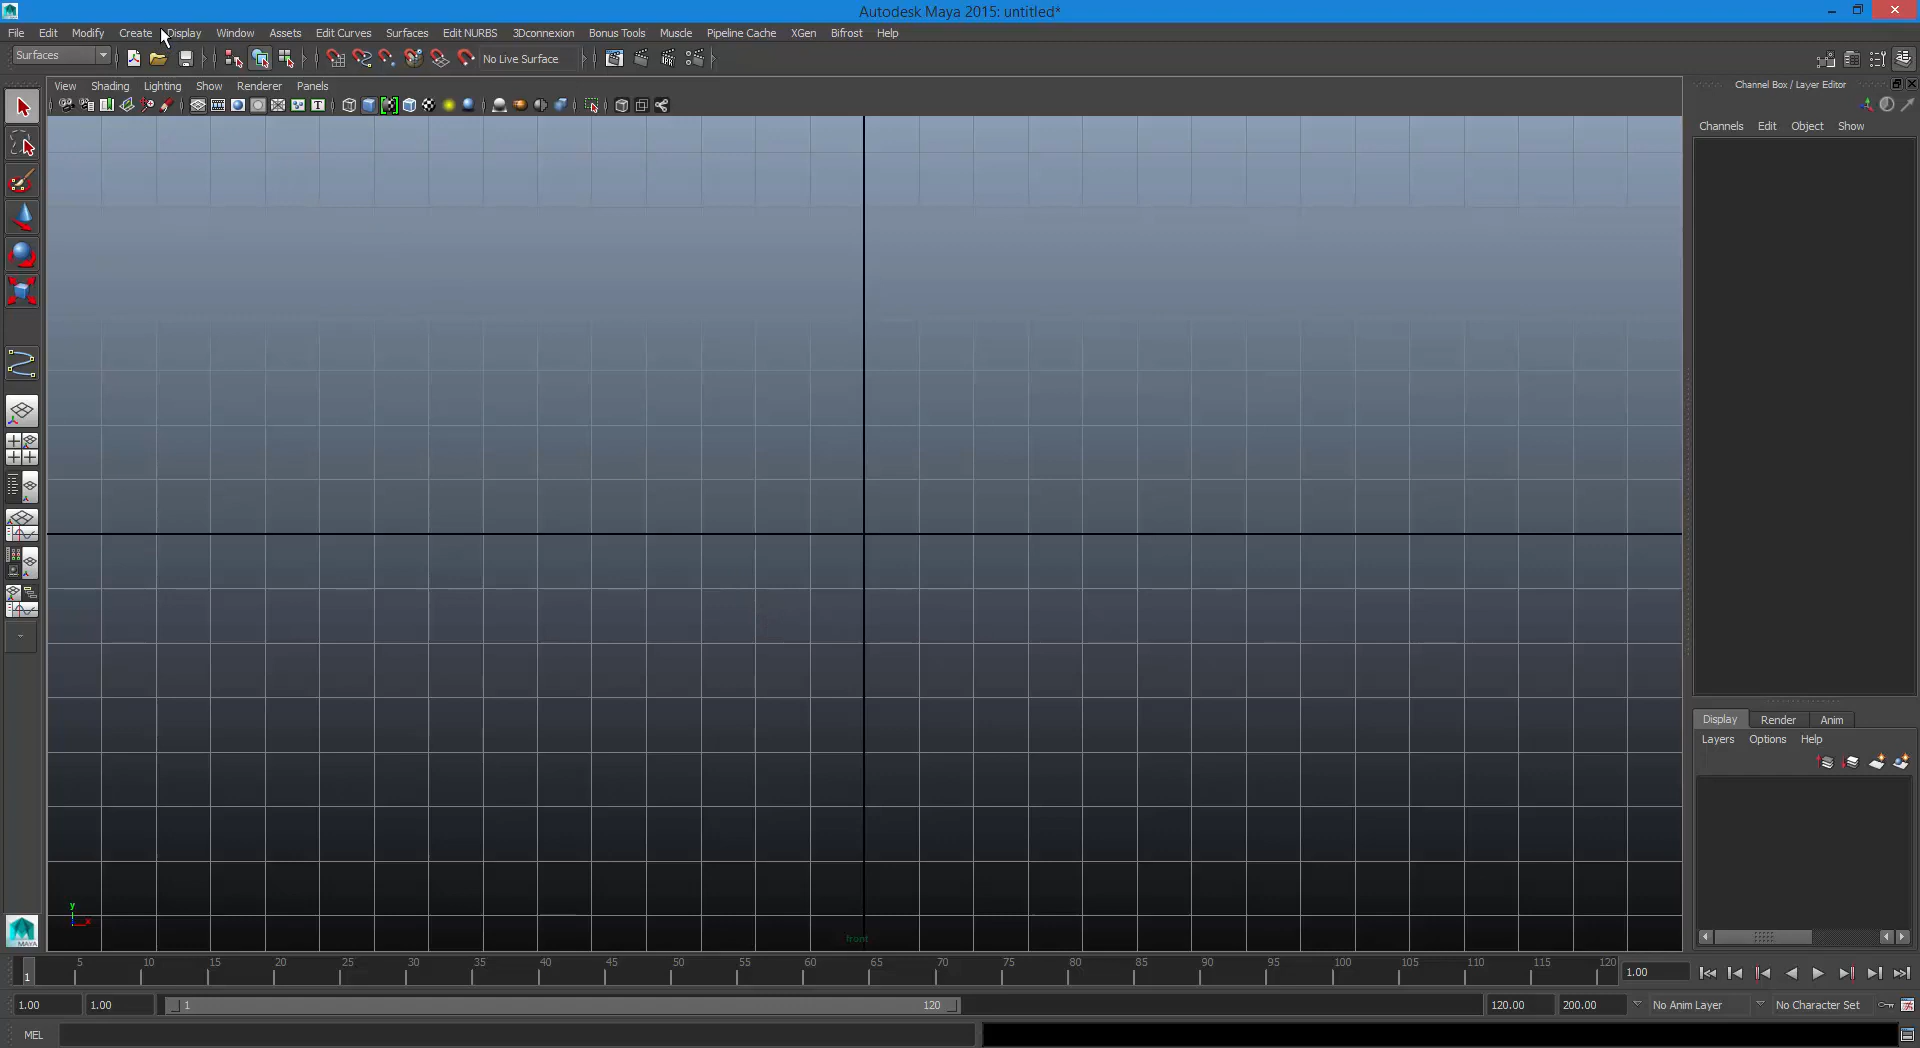 Autodesk Maya 2015: untitled*
File Edit Modify Create Display Window Assets Edit Curves Surfaces Edit NURBS 3Dconnexion Bonus Tools Muscle Pipeline Cache XGen Bifrost Help
Surfaces No Live Surface
View Shading Lighting Show Renderer Panels
Channel Box / Layer Editor
Channels Edit Object Show
Display Render Anim
Layers Options Help
y
x
front
MAYA
1 5 10 15 20 25 30 35 40 45 50 55 60 65 70 75 80 85 90 95 100 105 110 115 120 1.00
1.00 1.00 1 120 120.00 200.00 No Anim Layer No Character Set
MEL